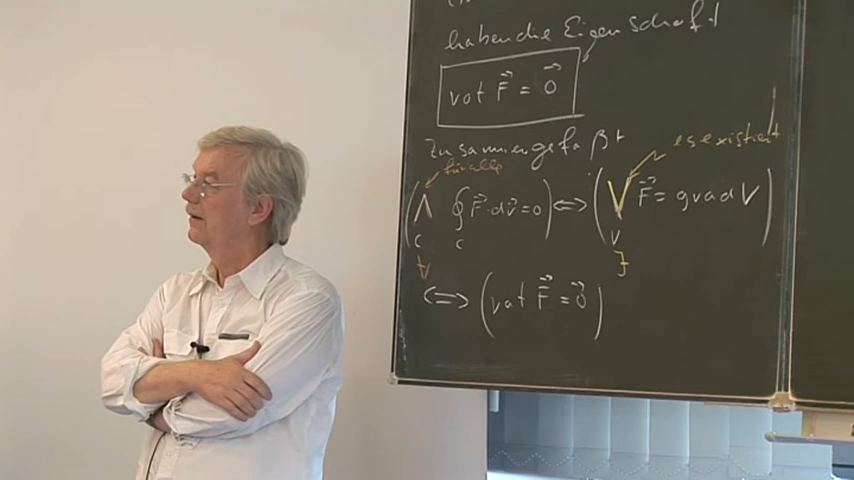 haben die Eigenschaft
rot F⃗ = 0⃗
Zusammengefaßt
für alle
es existiert
(⋀ ∮ F⃗·dr⃗ = 0) ⇔ (⋁ F⃗ = grad V)
C C V
∀ ∃
⇔ (rot F⃗ = 0⃗)